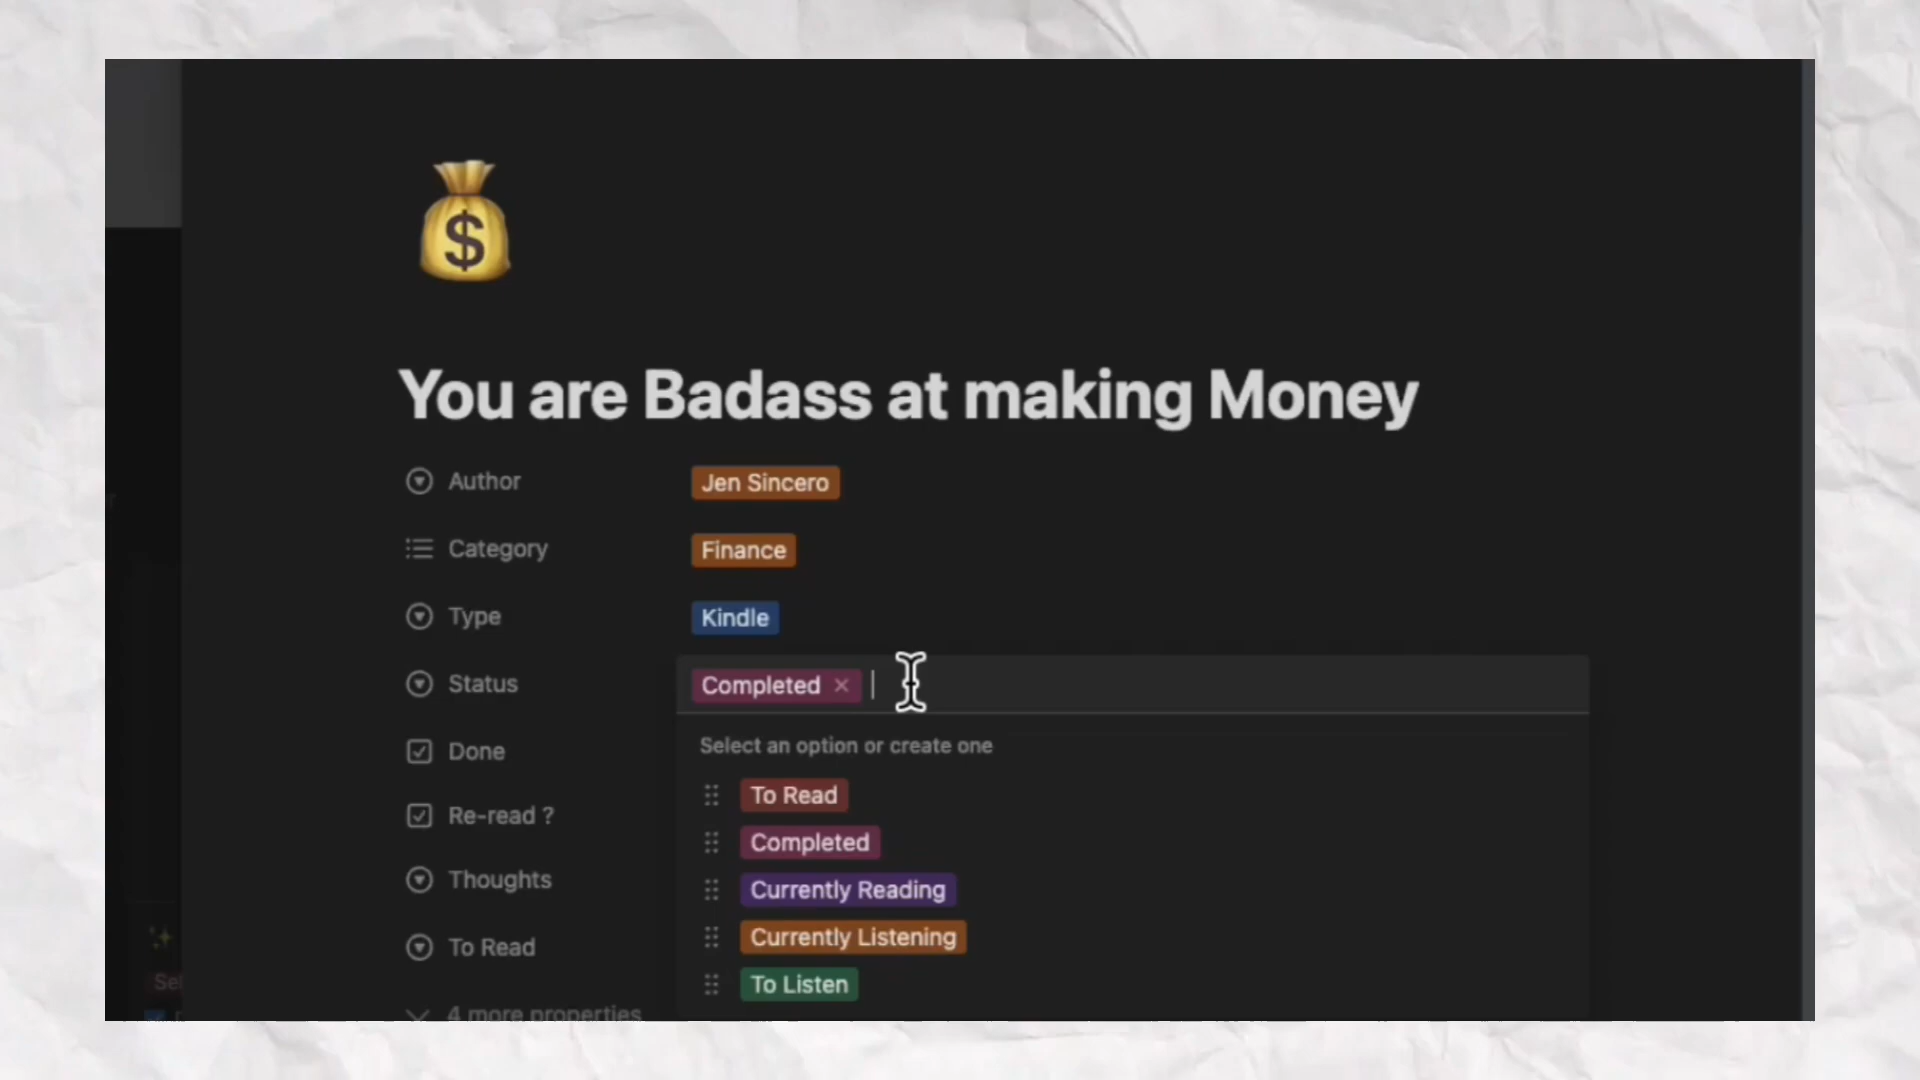 $
You are Badass at making Money
Author Jen Sincero
Category Finance
Type Kindle
Status Completed ×
Done Select an option or create one
To Read
Re-read ? Completed
Thoughts Currently Reading
To Read Currently Listening
To Listen
4 more properties
Sel